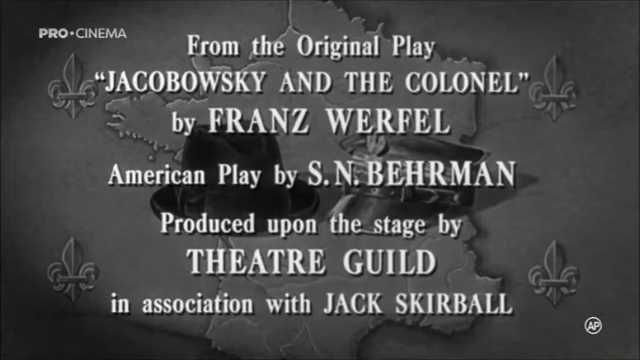 PRO•CINEMA
From the Original Play
"JACOBOWSKY AND THE COLONEL"
by FRANZ WERFEL
American Play by S. N. BEHRMAN
Produced upon the stage by
THEATRE GUILD
in association with JACK SKIRBALL
AP